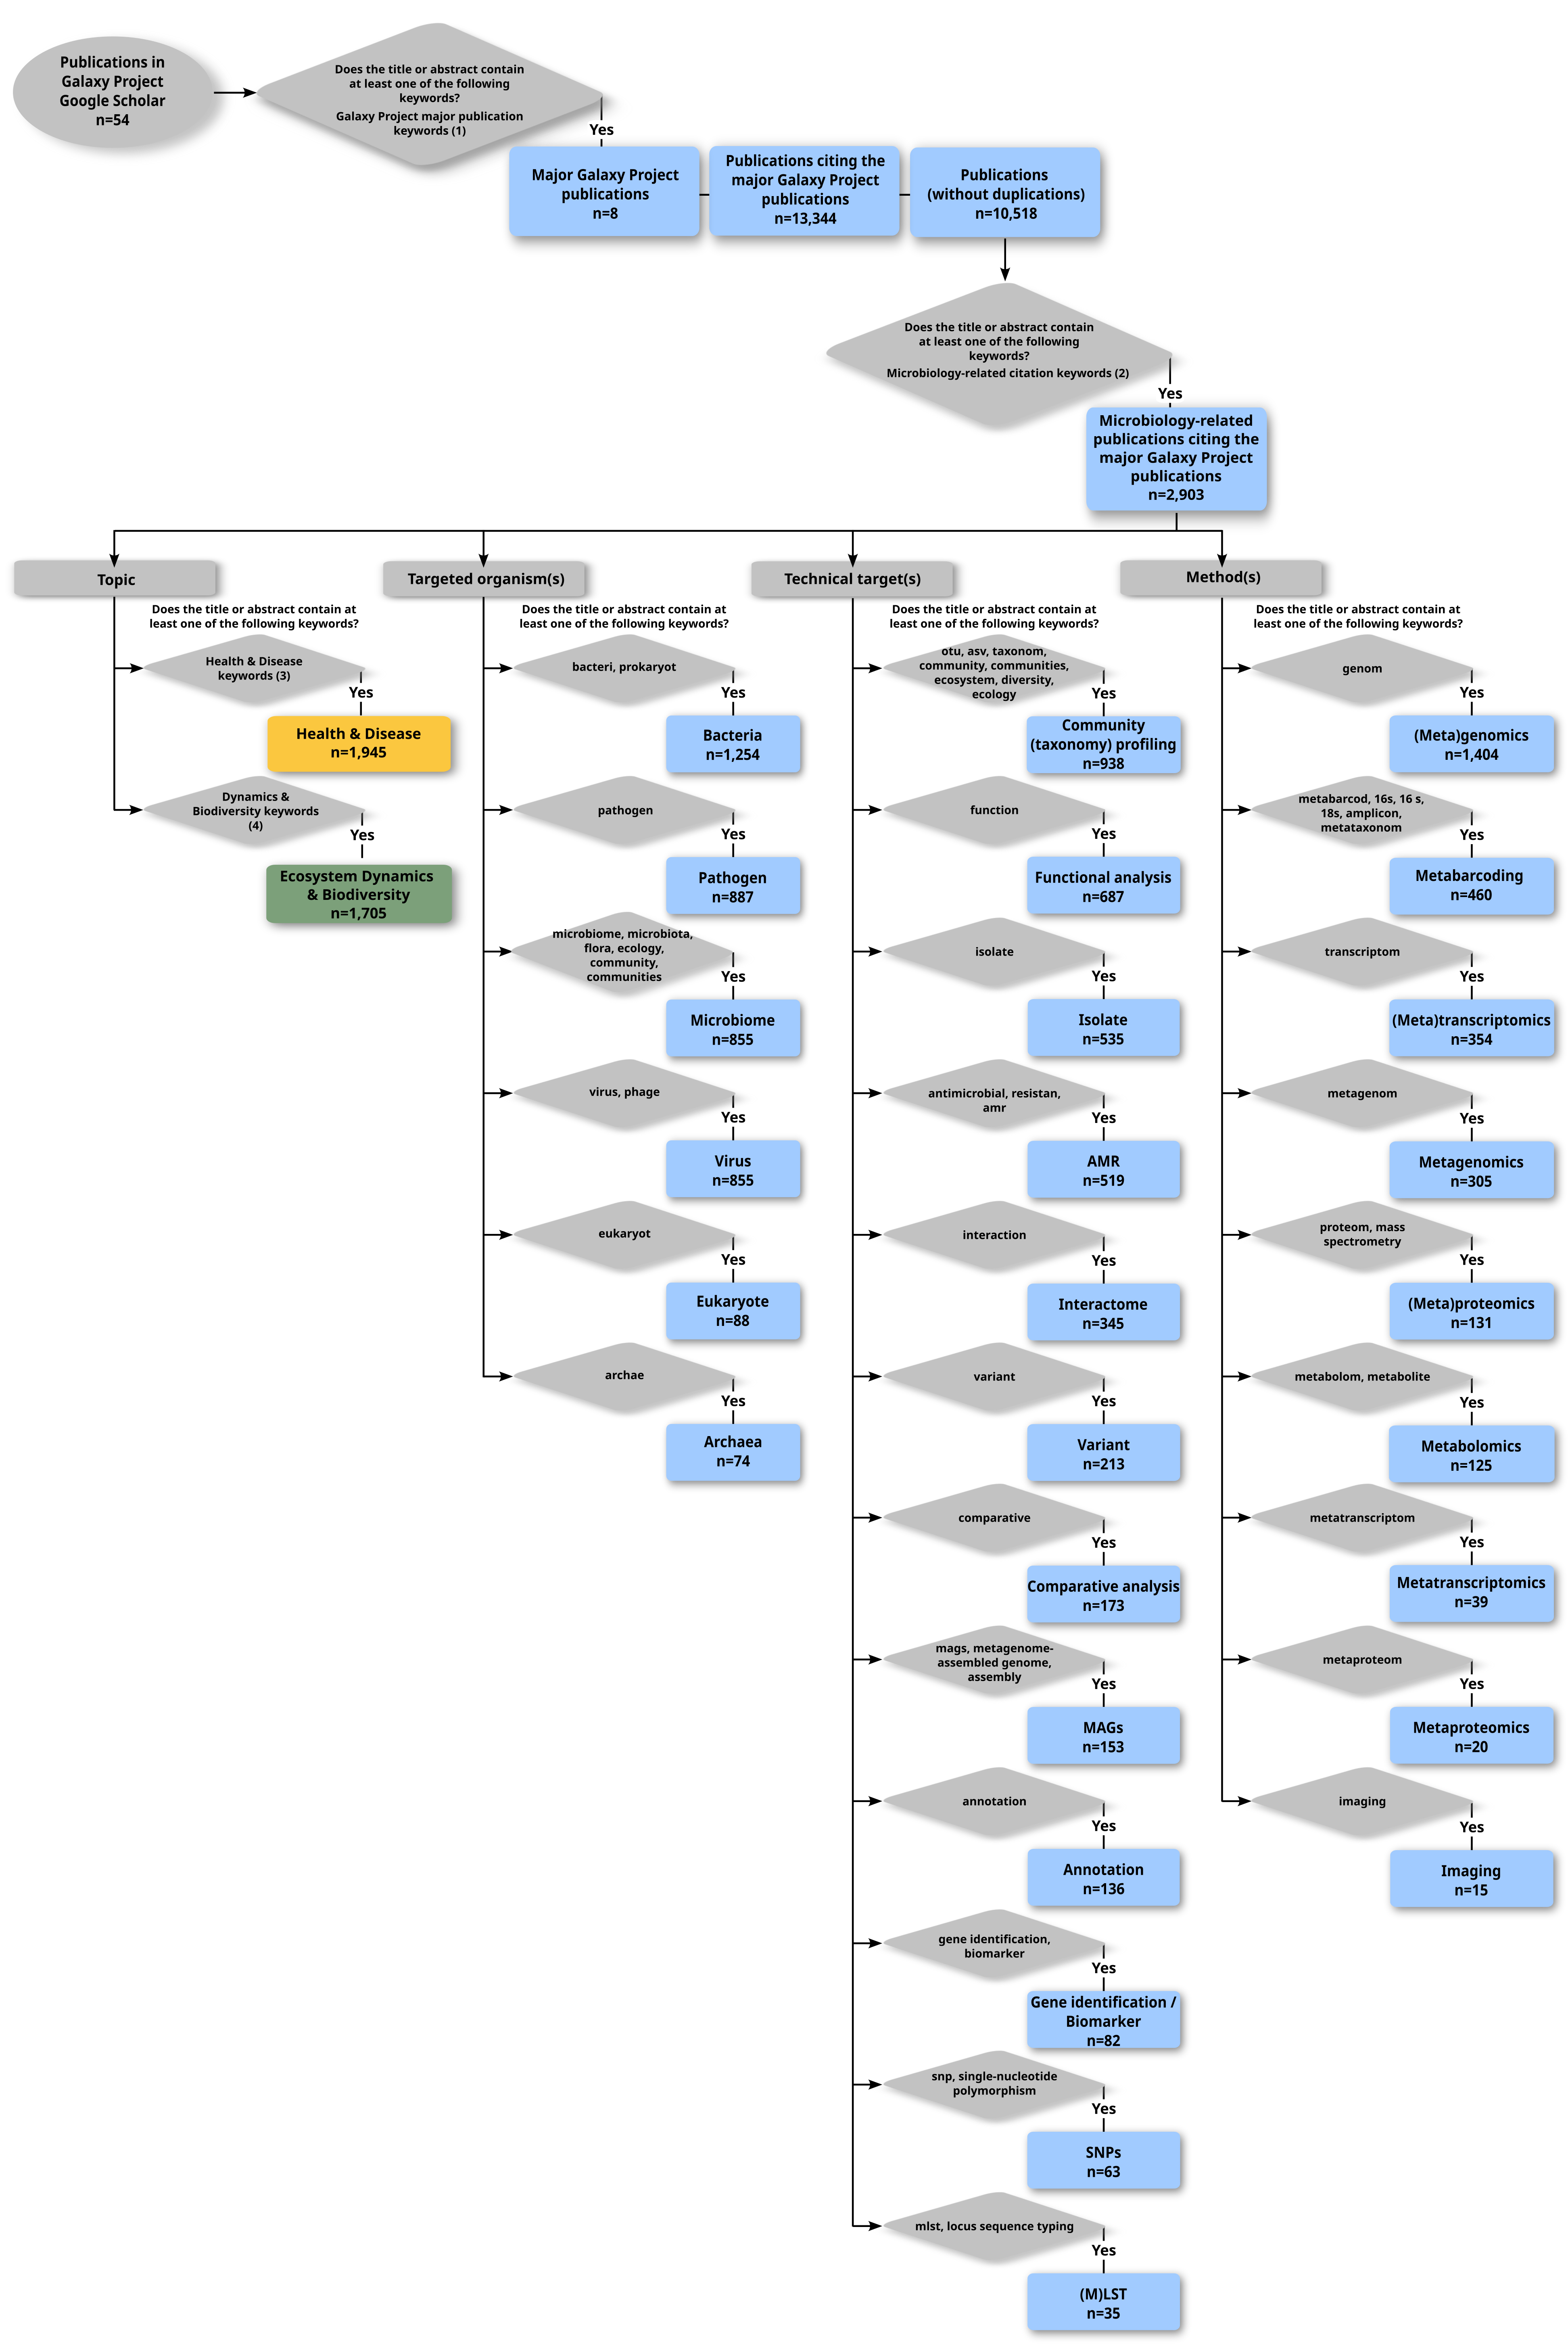 Publications in
Galaxy Project
Google Scholar
n=54
Does the title or abstract contain
at least one of the following
keywords?
Galaxy Project major publication
keywords (1)
Yes
Major Galaxy Project
publications
n=8
Publications citing the
major Galaxy Project
publications
n=13,344
Publications
(without duplications)
n=10,518
Does the title or abstract contain
at least one of the following
keywords?
Microbiology-related citation keywords (2)
Yes
Microbiology-related
publications citing the
major Galaxy Project
publications
n=2,903
Topic
Does the title or abstract contain at
least one of the following keywords?
Health & Disease
keywords (3)
Yes
Health & Disease
n=1,945
Dynamics &
Biodiversity keywords
(4)
Yes
Ecosystem Dynamics
& Biodiversity
n=1,705
Targeted organism(s)
Does the title or abstract contain at
least one of the following keywords?
bacteri, prokaryot
Yes
Bacteria
n=1,254
pathogen
Yes
Pathogen
n=887
microbiome, microbiota,
flora, ecology,
community,
communities
Yes
Microbiome
n=855
virus, phage
Yes
Virus
n=855
eukaryot
Yes
Eukaryote
n=88
archae
Yes
Archaea
n=74
Technical target(s)
Does the title or abstract contain at
least one of the following keywords?
otu, asv, taxonom,
community, communities,
ecosystem, diversity,
ecology
Yes
Community
(taxonomy) profiling
n=938
function
Yes
Functional analysis
n=687
isolate
Yes
Isolate
n=535
antimicrobial, resistan,
amr
Yes
AMR
n=519
interaction
Yes
Interactome
n=345
variant
Yes
Variant
n=213
comparative
Yes
Comparative analysis
n=173
mags, metagenome-
assembled genome,
assembly
Yes
MAGs
n=153
annotation
Yes
Annotation
n=136
gene identification,
biomarker
Yes
Gene identification /
Biomarker
n=82
snp, single-nucleotide
polymorphism
Yes
SNPs
n=63
mlst, locus sequence typing
Yes
(M)LST
n=35
Method(s)
Does the title or abstract contain at
least one of the following keywords?
genom
Yes
(Meta)genomics
n=1,404
metabarcod, 16s, 16 s,
18s, amplicon,
metataxonom
Yes
Metabarcoding
n=460
transcriptom
Yes
(Meta)transcriptomics
n=354
metagenom
Yes
Metagenomics
n=305
proteom, mass
spectrometry
Yes
(Meta)proteomics
n=131
metabolom, metabolite
Yes
Metabolomics
n=125
metatranscriptom
Yes
Metatranscriptomics
n=39
metaproteom
Yes
Metaproteomics
n=20
imaging
Yes
Imaging
n=15